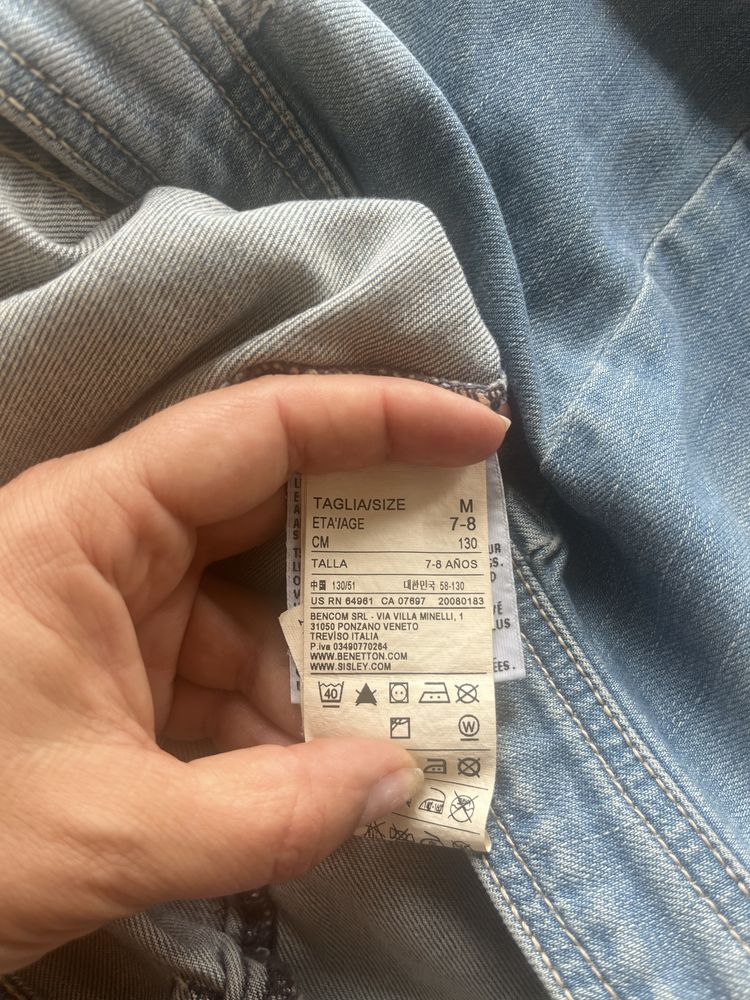 TAGLIA/SIZE M
ETA'/AGE 7-8
CM 130
TALLA 7-8 AÑOS
中国 130/51 대한민국 58-130
US RN 64961 CA 07697 20080183
BENCOM SRL - VIA VILLA MINELLI, 1
31050 PONZANO VENETO
TREVISO ITALIA
P.iva 03490770264
WWW.BENETTON.COM
WWW.SISLEY.COM
40
W